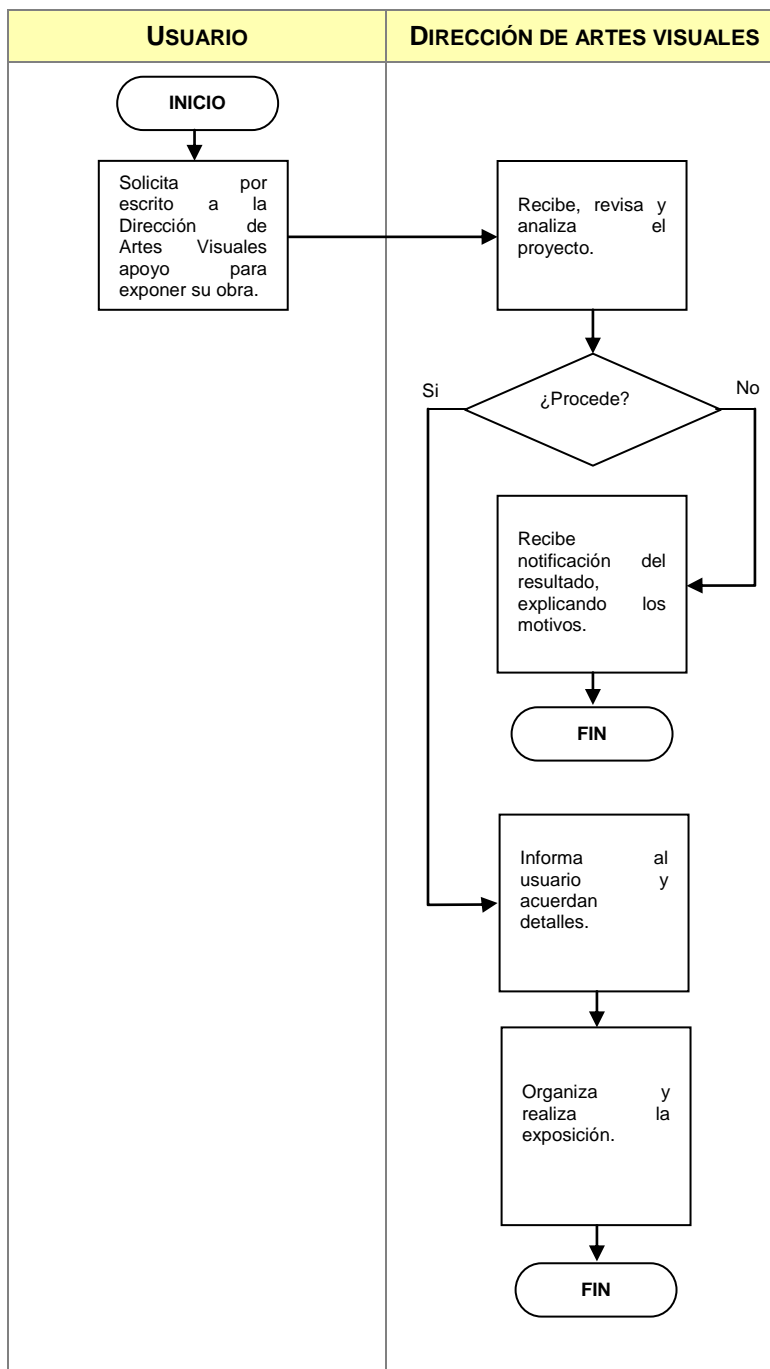 USUARIO
DIRECCIÓN DE ARTES VISUALES
INICIO
Solicita por
escrito a la
Dirección de
Artes Visuales
apoyo para
exponer su obra.
Recibe, revisa y
analiza el
proyecto.
¿Procede?
Si
No
Recibe
notificación del
resultado,
explicando los
motivos.
FIN
Informa al
usuario y
acuerdan
detalles.
Organiza y
realiza la
exposición.
FIN